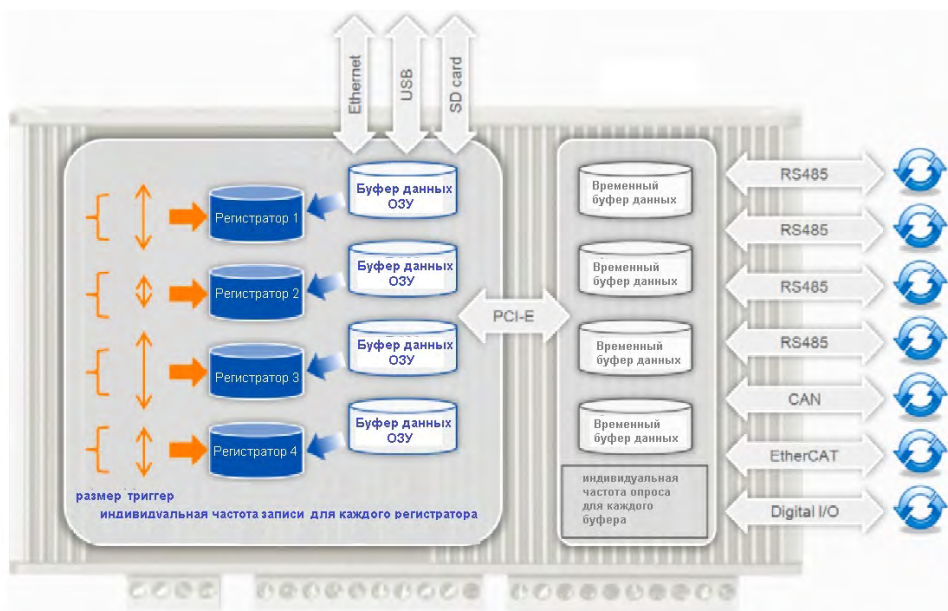 Ethernet
USB
SD card
Буфер данных
ОЗУ
Регистратор 1
Буфер данных
ОЗУ
Регистратор 2
Буфер данных
ОЗУ
Регистратор 3
Буфер данных
ОЗУ
Регистратор 4
размер триггер
индивидуальная частота записи для каждого регистратора
PCI-E
Временный
буфер данных
Временный
буфер данных
Временный
буфер данных
Временный
буфер данных
индивидуальная
частота опроса
для каждого
буфера
RS485
RS485
RS485
RS485
CAN
EtherCAT
Digital I/O